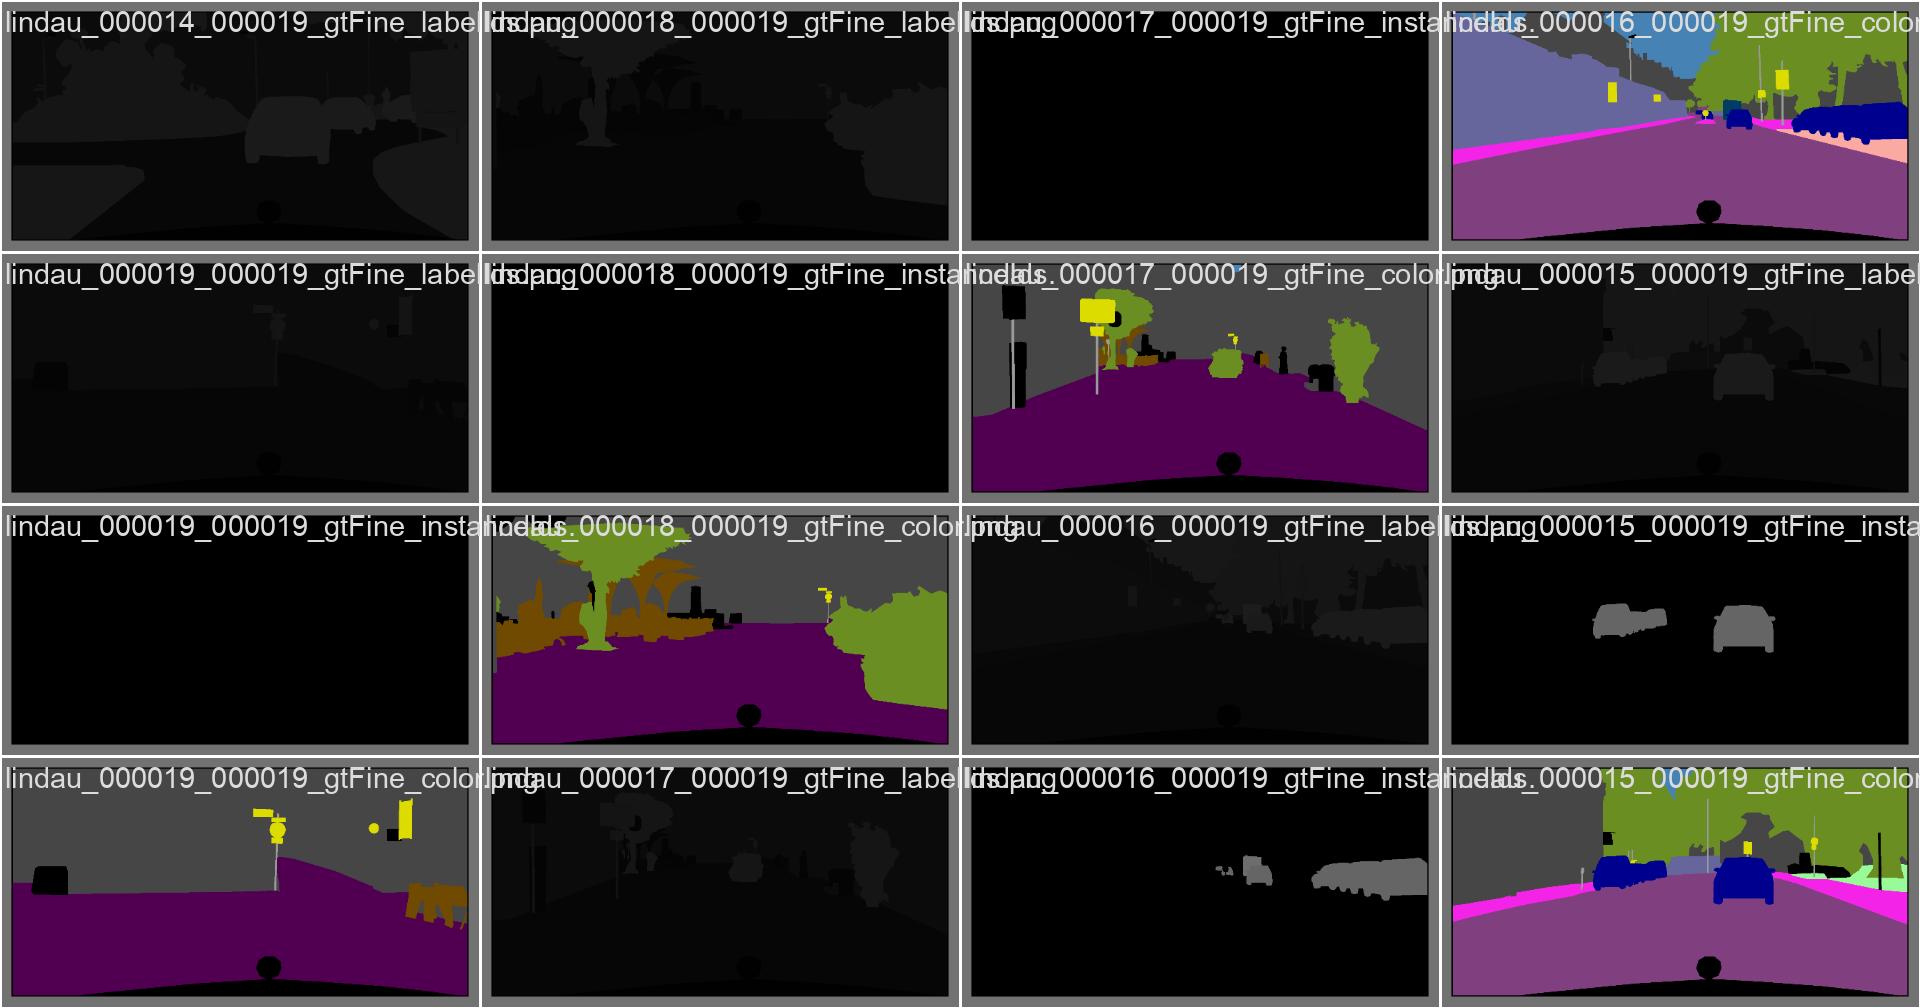 lindau_000014_000019_gtFine_labelIds.png
lindau_000018_000019_gtFine_labelIds.png
lindau_000017_000019_gtFine_instanceIds.
lindau_000016_000019_gtFine_color
lindau_000019_000019_gtFine_labelIds.png
lindau_000018_000019_gtFine_instanceIds.
lindau_000017_000019_gtFine_color.png
lindau_000015_000019_gtFine_label
lindau_000019_000019_gtFine_instanceIds.
lindau_000018_000019_gtFine_color.png
lindau_000016_000019_gtFine_labelIds.png
lindau_000015_000019_gtFine_insta
lindau_000019_000019_gtFine_color.png
lindau_000017_000019_gtFine_labelIds.png
lindau_000016_000019_gtFine_instanceIds.
lindau_000015_000019_gtFine_color